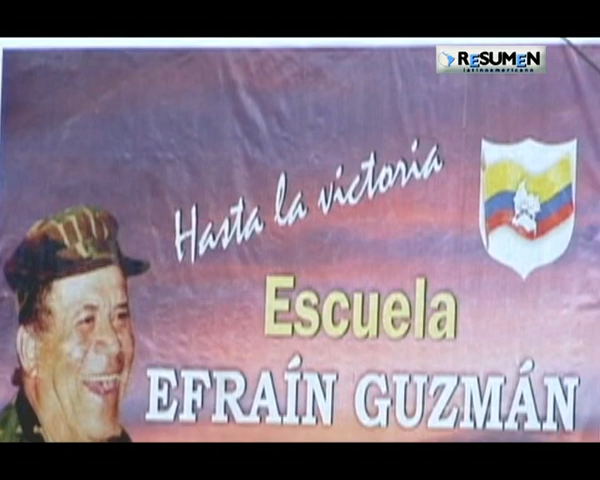 RESUMEN
latinoamericano
Hasta la victoria
Escuela
EFRAÍN GUZMÁN